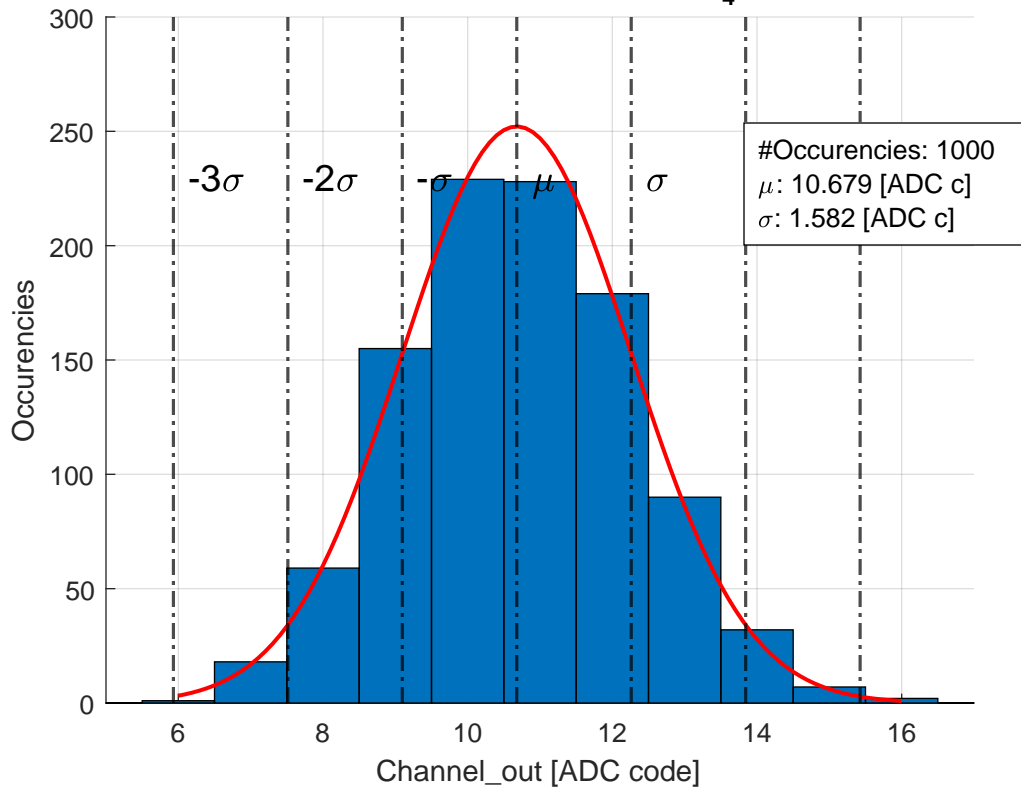 4
300
250
200
150
100
50
0
-3σ
-2σ
-σ
μ
σ
#Occurencies: 1000
μ: 10.679 [ADC c]
σ: 1.582 [ADC c]
Occurencies
6
8
10
12
14
16
Channel_out [ADC code]